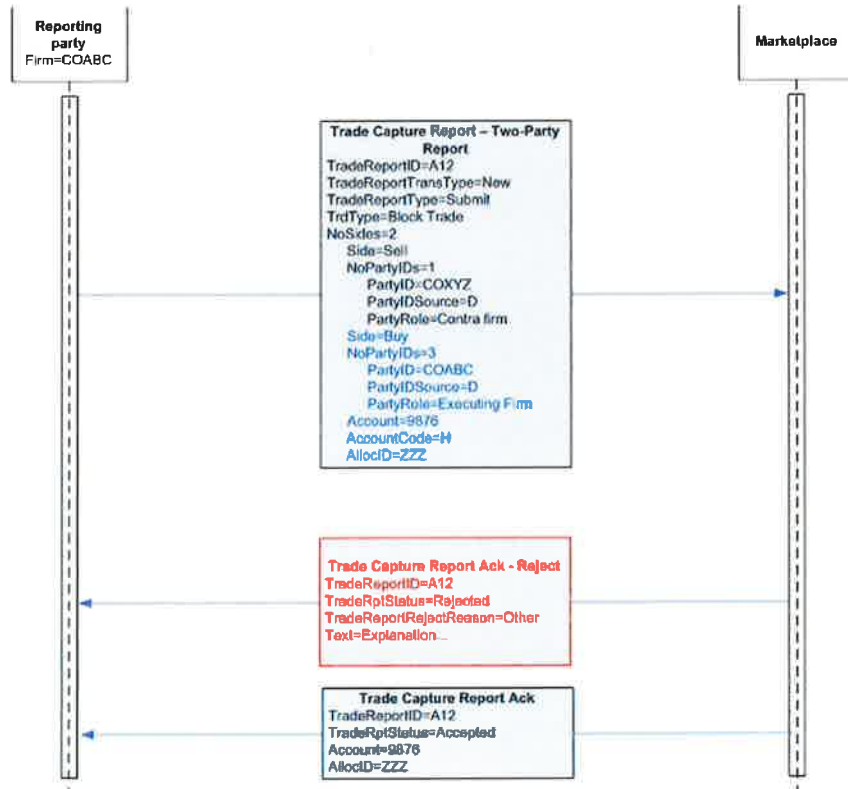 Reporting
party
Firm=COABC
Marketplace
Trade Capture Report – Two-Party
Report
TradeReportID=A12
TradeReportTransType=New
TradeReportType=Submit
TrdType=Block Trade
NoSides=2
Side=Sell
NoPartyIDs=1
PartyID=COXYZ
PartyIDSource=D
PartyRole=Contra firm
Side=Buy
NoPartyIDs=3
PartyID=COABC
PartyIDSource=D
PartyRole=Executing Firm
Account=9876
AccountCode=H
AllocID=ZZZ
Trade Capture Report Ack - Reject
TradeReportID=A12
TradeRptStatus=Rejected
TradeReportRejectReason=Other
Text=Explanation...
Trade Capture Report Ack
TradeReportID=A12
TradeRptStatus=Accepted
Account=9876
AllocID=ZZZ